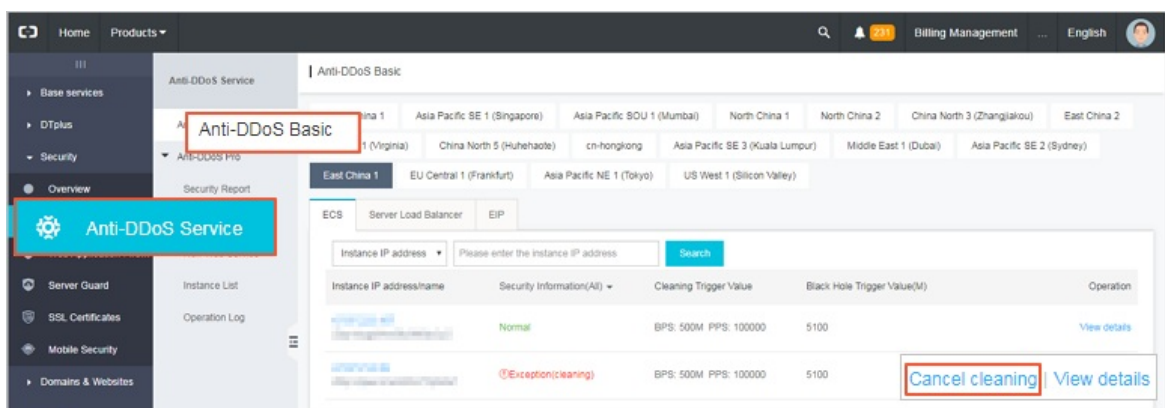 Home Products
231 Billing Management ... English
Base services
DTplus
Security
Overview
Anti-DDoS Service
Server Guard
SSL Certificates
Mobile Security
Domains & Websites
Anti-DDoS Service
Anti-DDoS Basic
Anti-DDoS Pro
Security Report
Instance List
Operation Log
Anti-DDoS Basic
Asia Pacific SE 1 (Singapore) Asia Pacific SOU 1 (Mumbai) North China 1 North China 2 China North 3 (Zhangjiakou) East China 2
1 (Virginia) China North 5 (Huhehaote) cn-hongkong Asia Pacific SE 3 (Kuala Lumpur) Middle East 1 (Dubai) Asia Pacific SE 2 (Sydney)
East China 1 EU Central 1 (Frankfurt) Asia Pacific NE 1 (Tokyo) US West 1 (Silicon Valley)
ECS Server Load Balancer EIP
Instance IP address Please enter the instance IP address Search
Instance IP address/name Security Information(All) Cleaning Trigger Value Black Hole Trigger Value(M) Operation
Normal BPS: 500M PPS: 100000 5100 View details
Exception(cleaning) BPS: 500M PPS: 100000 5100 Cancel cleaning | View details